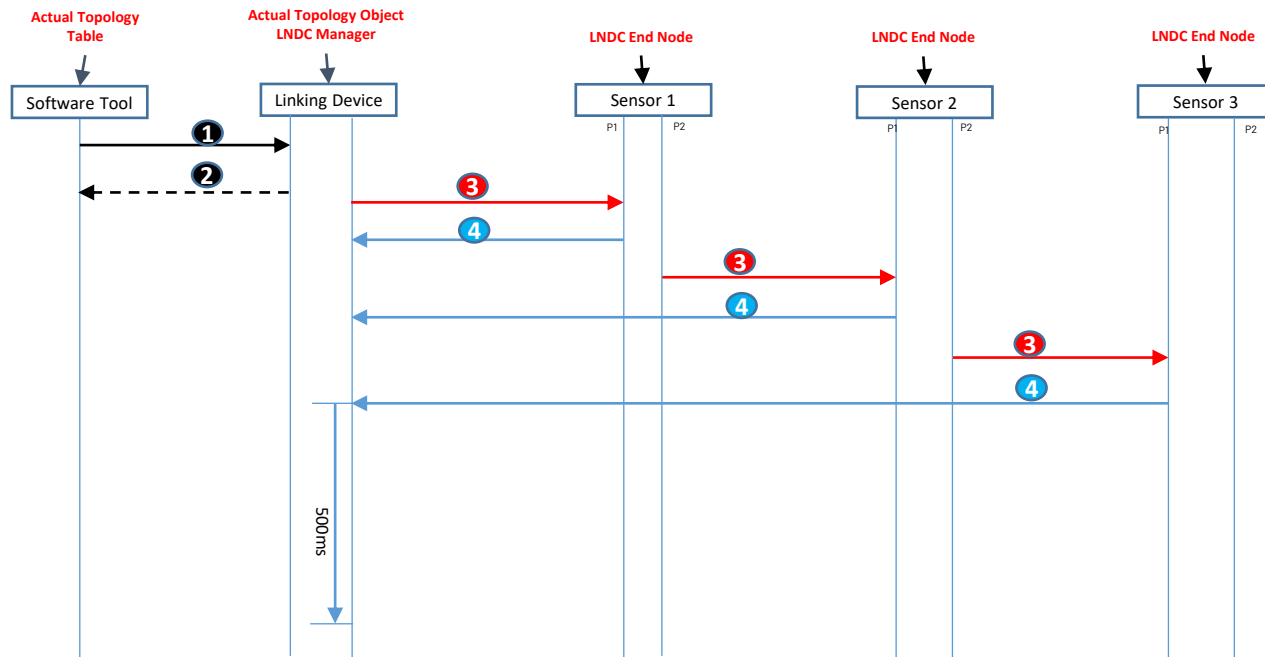 Actual Topology
Table
Actual Topology Object
LNDC Manager
LNDC End Node
LNDC End Node
LNDC End Node
Software Tool
Linking Device
Sensor 1
Sensor 2
Sensor 3
P1
P2
P1
P2
P1
P2
1
2
3
4
3
4
3
4
500ms